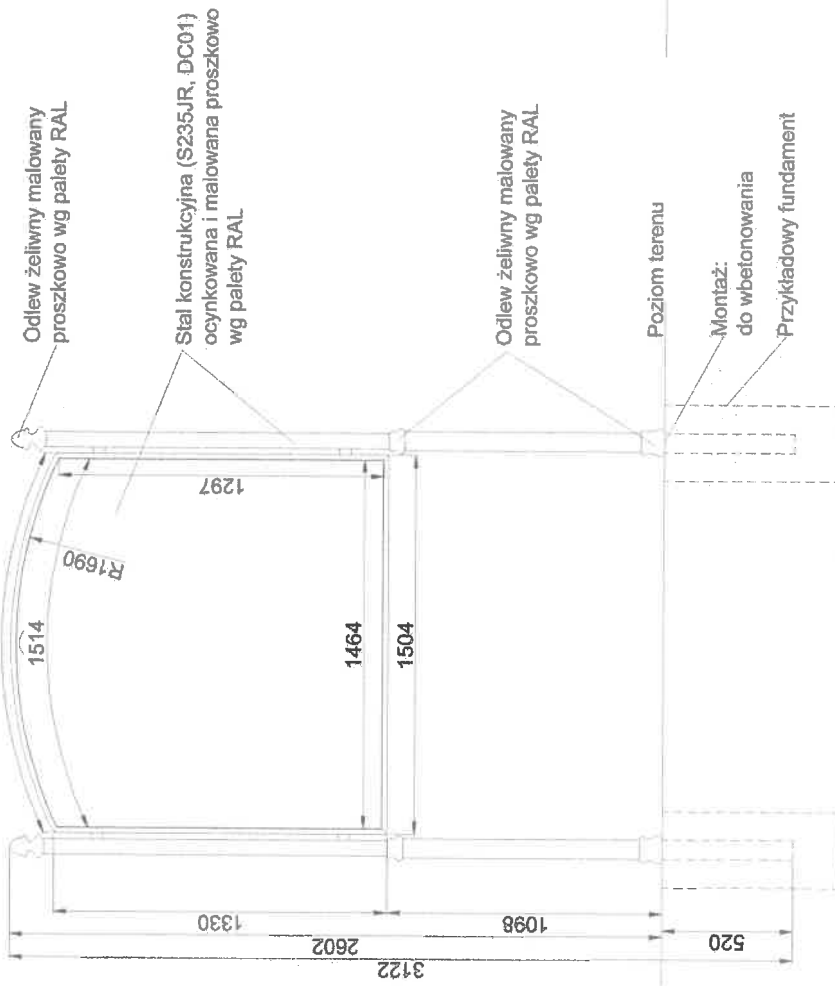 Odlew żeliwny malowany
proszkowo wg palety RAL
Stal konstrukcyjna (S235JR, DC01)
ocynkowana i malowana proszkowo
wg palety RAL
Odlew żeliwny malowany
proszkowo wg palety RAL
Poziom terenu
Montaż:
do wbetonowania
Przykładowy fundament
1514
R1690
1297
1464
1504
1330
2602
3122
1098
520